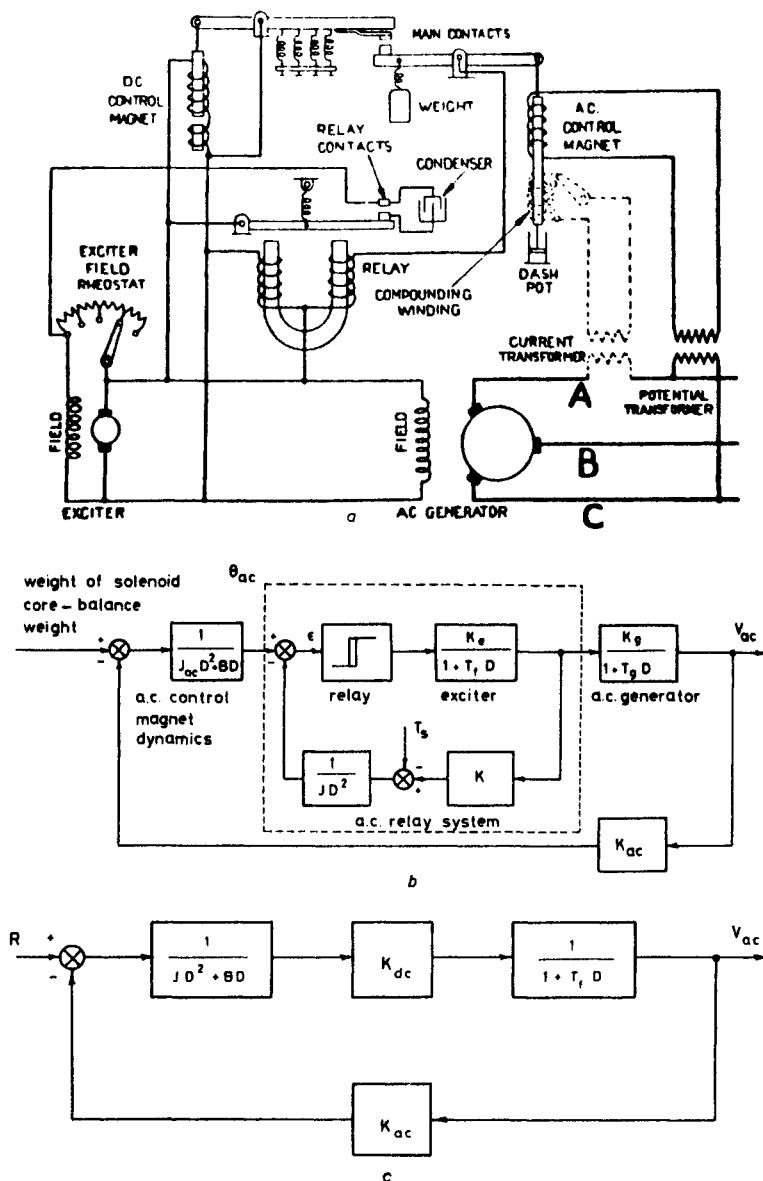 MAIN CONTACTS
D.C.
CONTROL
MAGNET
WEIGHT
A.C.
CONTROL
MAGNET
RELAY
CONTACTS
CONDENSER
EXCITER
FIELD
RHEOSTAT
RELAY
COMPOUNDING
WINDING
DASH
POT
CURRENT
TRANSFORMER
POTENTIAL
TRANSFORMER
FIELD
FIELD
A
B
C
EXCITER
a
AC GENERATOR
weight of solenoid
core-balance
weight
θac
+
-
1
JacD²+BD
a.c. control
magnet
dynamics
+
-
ϵ
relay
Ke
1 + Tf D
exciter
Kg
1 + Tg D
a.c. generator
Vac
1
JD²
Ts
-
+
K
a.c. relay system
Kac
b
R
+
-
1
JD² + BD
Kdc
1
1 + Tf D
Vac
Kac
c